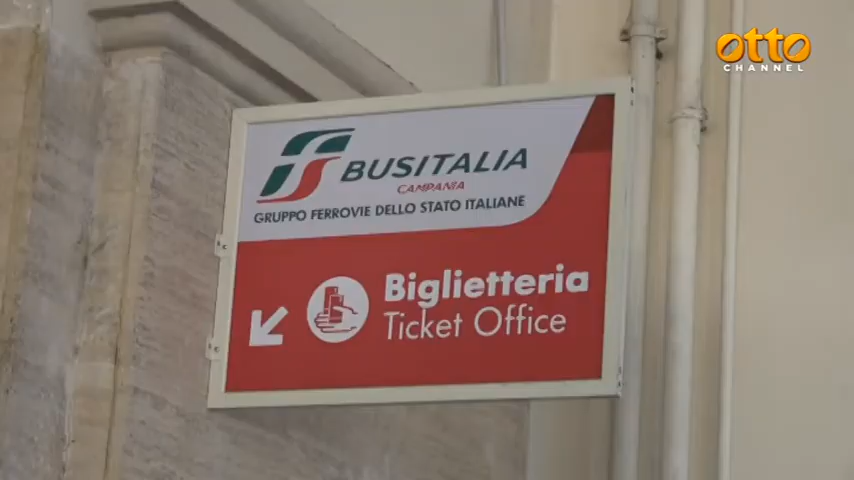 otto
CHANNEL
BUSITALIA
CAMPANIA
GRUPPO FERROVIE DELLO STATO ITALIANE
Biglietteria
Ticket Office